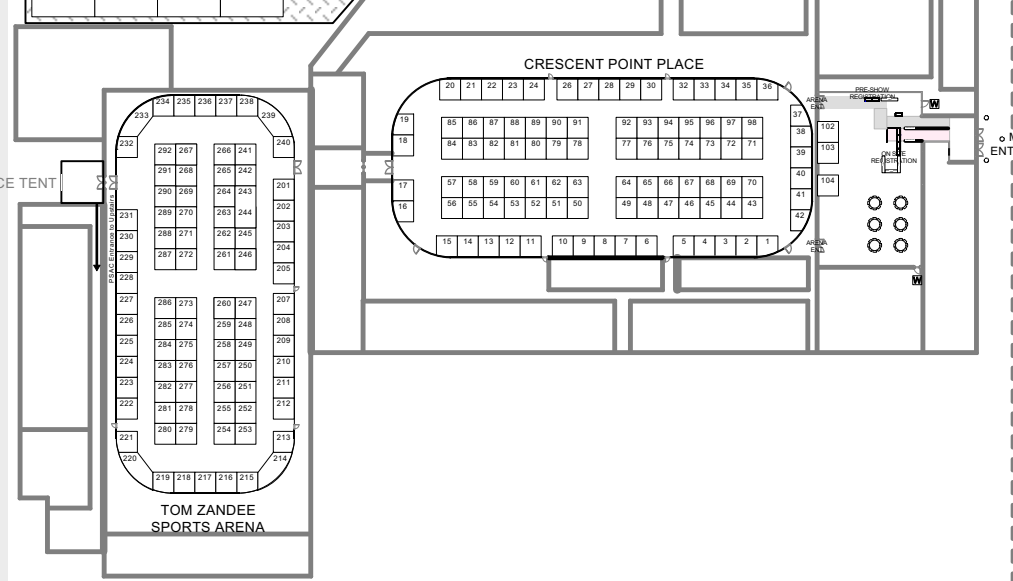 CRESCENT POINT PLACE
20 21 22 23 24 26 27 28 29 30 32 33 34 35 36
PRE-SHOW
REGISTRATION
W
ARENA
ENT.
37
19 85 86 87 88 89 90 91 92 93 94 95 96 97 98 38 102
18 84 83 82 81 80 79 78 77 76 75 74 73 72 71 39 103
ON SITE
REGISTRATION
ENT
40 104
17 57 58 59 60 61 62 63 64 65 66 67 68 69 70 41
16 56 55 54 53 52 51 50 49 48 47 46 45 44 43 42
ARENA
ENT.
15 14 13 12 11 10 9 8 7 6 5 4 3 2 1
W
CE TENT
PSAC Entrance to Upstairs
234 235 236 237 238
233 239
232 240
292 267 266 241
291 268 265 242 201
290 269 264 243 202
231 289 270 263 244 203
230 288 271 262 245 204
229 287 272 261 246 205
228
227 286 273 260 247 207
226 285 274 259 248 208
225 284 275 258 249 209
224 283 276 257 250 210
223 282 277 256 251 211
222 281 278 255 252 212
221 280 279 254 253 213
220 214
219 218 217 216 215
TOM ZANDEE
SPORTS ARENA